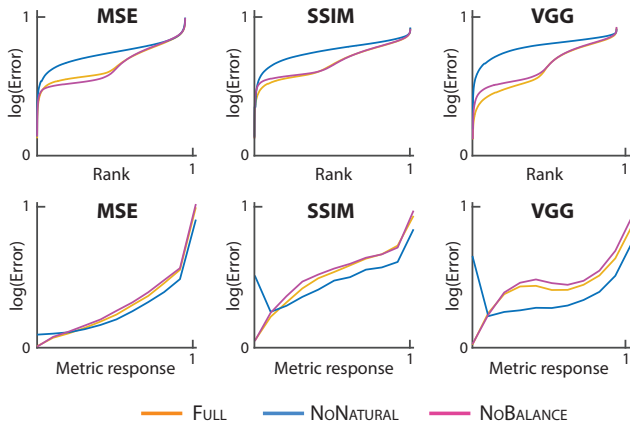 MSE SSIM VGG
1 1 1
log(Error) log(Error) log(Error)
0 0 0
Rank 1 Rank 1 Rank 1
MSE SSIM VGG
1 1 1
log(Error) log(Error) log(Error)
0 0 0
1 1 1
Metric response Metric response Metric response
FULL NONATURAL NOBALANCE